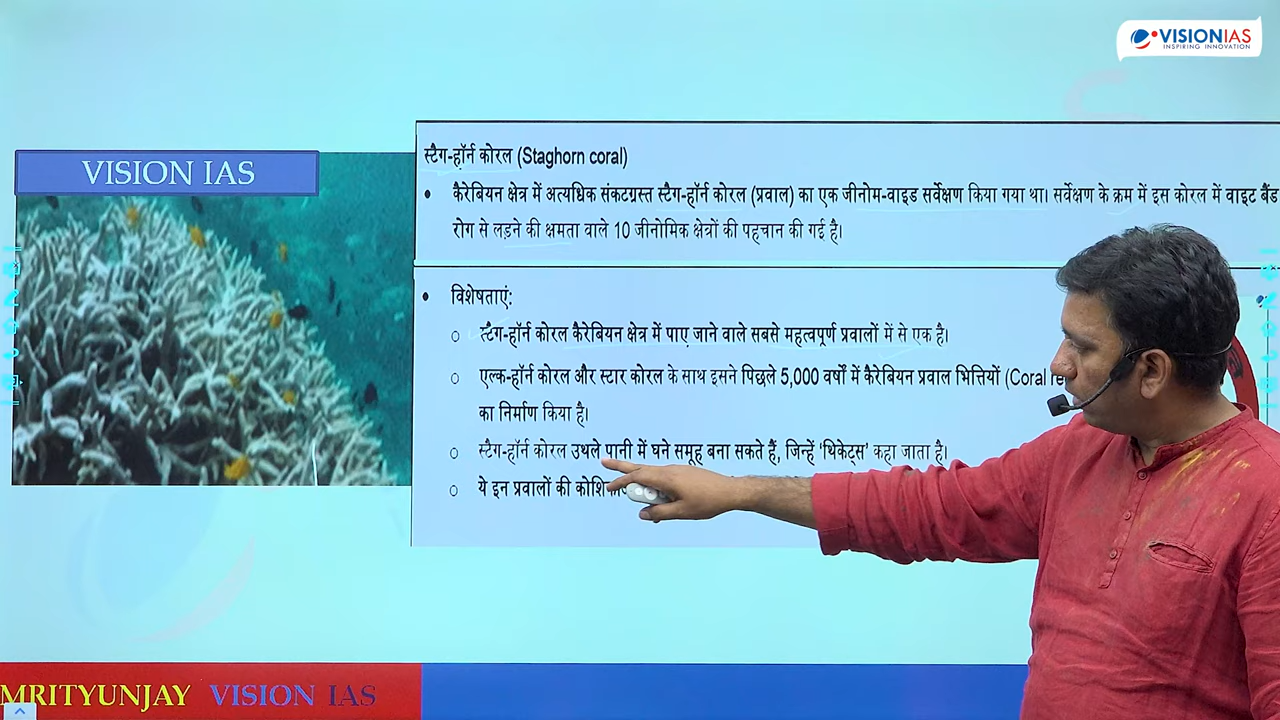 VISIONIAS
INSPIRING INNOVATION
VISION IAS
स्टैग-हॉर्न कोरल (Staghorn coral)
• कैरेबियन क्षेत्र में अत्यधिक संकटग्रस्त स्टैग-हॉर्न कोरल (प्रवाल) का एक जीनोम-वाइड सर्वेक्षण किया गया था। सर्वेक्षण के क्रम में इस कोरल में वाइट बैंड
रोग से लड़ने की क्षमता वाले 10 जीनोमिक क्षेत्रों की पहचान की गई है।
• विशेषताएं:
○ स्टैग-हॉर्न कोरल कैरेबियन क्षेत्र में पाए जाने वाले सबसे महत्वपूर्ण प्रवालों में से एक है।
○ एल्क-हॉर्न कोरल और स्टार कोरल के साथ इसने पिछले 5,000 वर्षों में कैरेबियन प्रवाल भित्तियों (Coral
का निर्माण किया है।
○ स्टैग-हॉर्न कोरल उथले पानी में घने समूह बना सकते हैं, जिन्हें ‘थिकेट्स’ कहा जाता है।
○ ये इन प्रवालों की
MRITYUNJAY VISION IAS